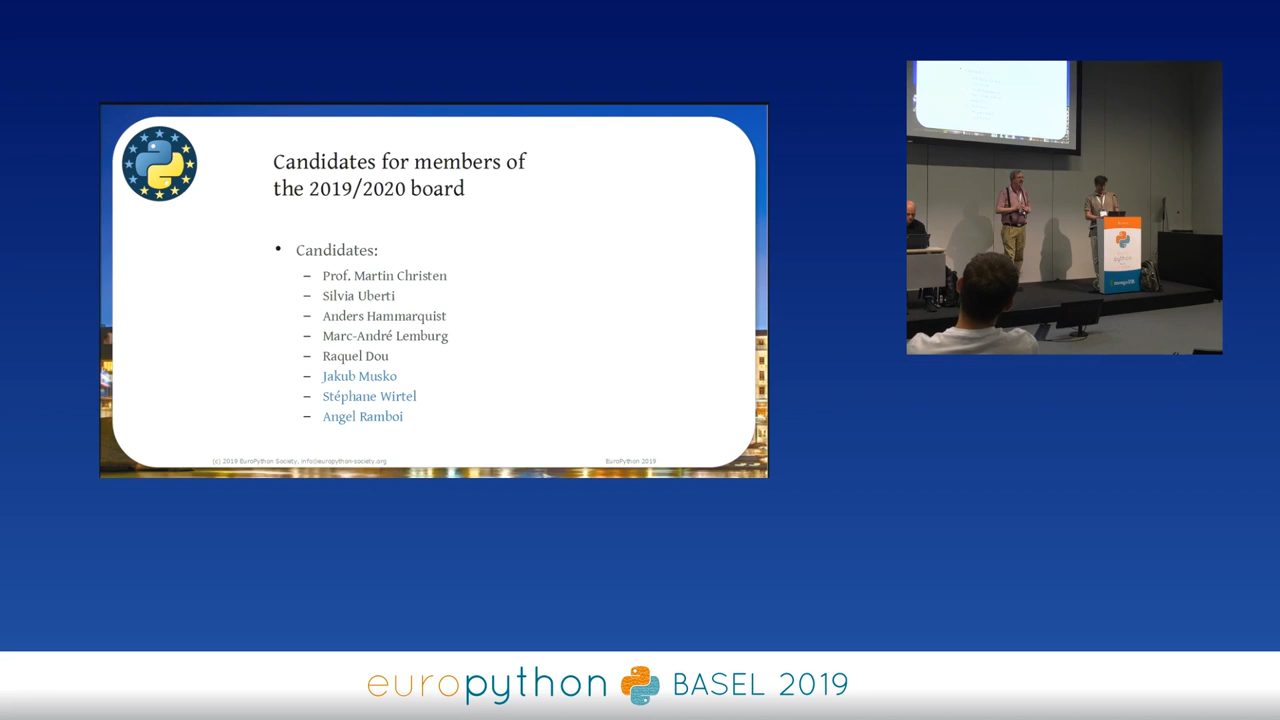 Candidates for members of
the 2019/2020 board
• Candidates:
– Prof. Martin Christen
– Silvia Uberti
– Anders Hammarquist
– Marc-André Lemburg
– Raquel Dou
– Jakub Musko
– Stéphane Wirtel
– Angel Ramboi
(c) 2019 EuroPython Society, info@europython-society.org
EuroPython 2019
python
mongoDB
europython BASEL 2019